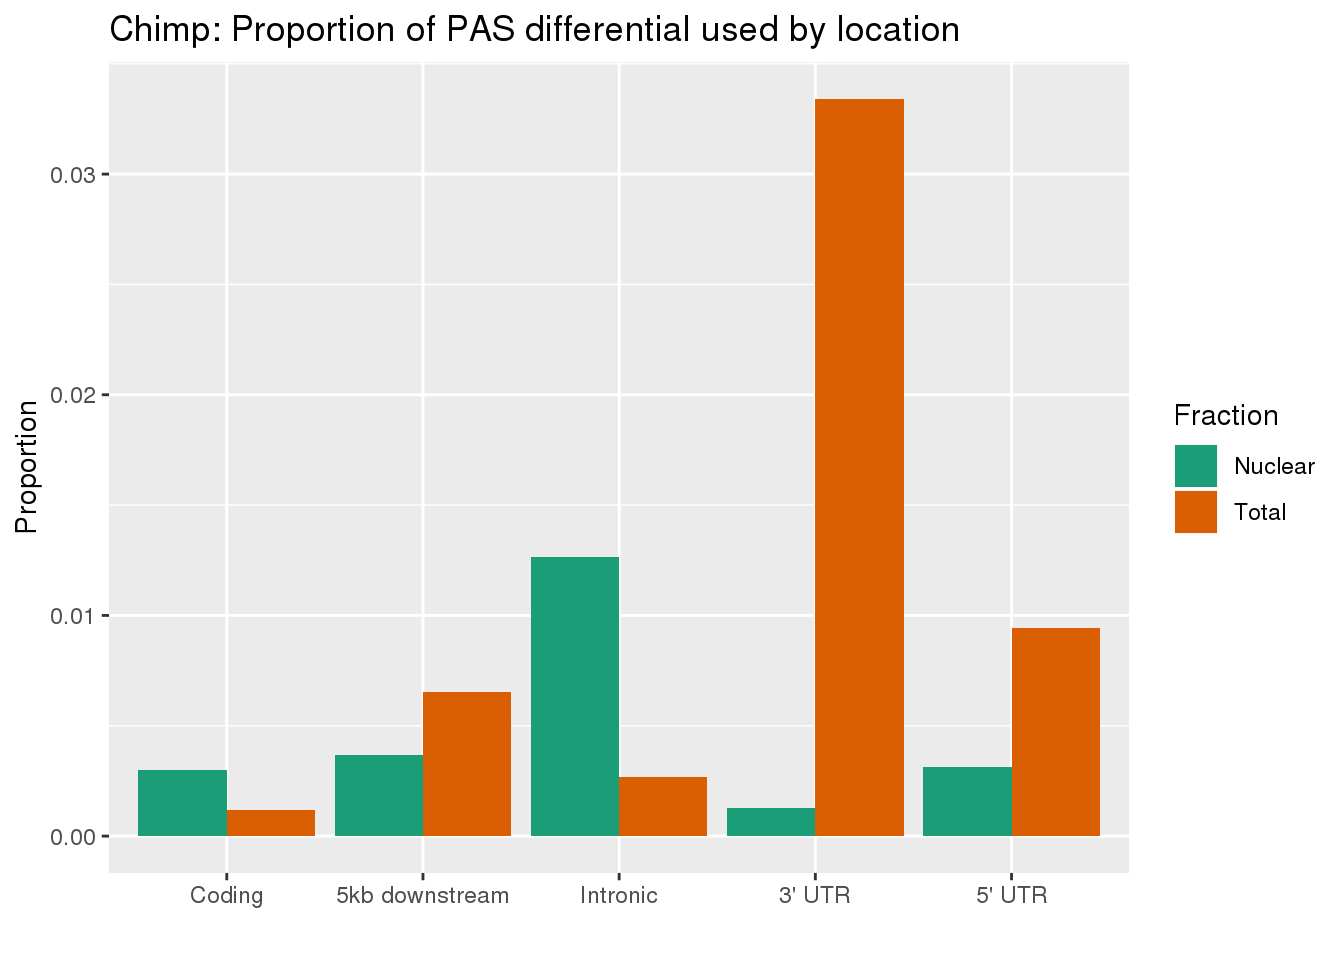 Chimp: Proportion of PAS differential used by location
Proportion
0.03
0.02
0.01
0.00
Coding 5kb downstream Intronic 3' UTR 5' UTR
Fraction
Nuclear
Total